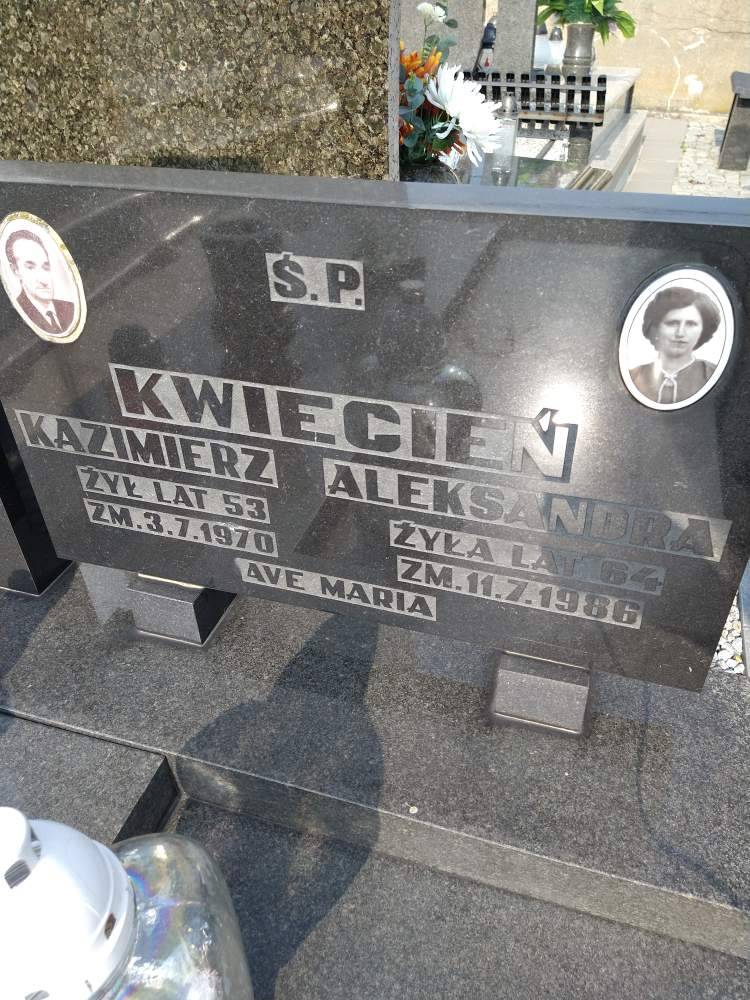 Ś.P.
KWIECIEŃ
KAZIMIERZ
ŻYŁ LAT 53
ZM.3.7.1970
ALEKSANDRA
ŻYŁA LAT 64
ZM.11.7.1986
AVE MARIA